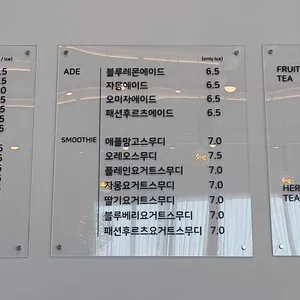 / Ice)
(only Ice)
ADE 블루레몬에이드 6.5
자몽에이드 6.5
오미자에이드 6.5
패션후르츠에이드 6.5
SMOOTHIE 애플망고스무디 7.0
오레오스무디 7.5
플레인요거트스무디 7.0
자몽요거트스무디 7.0
딸기요거트스무디 7.0
블루베리요거트스무디 7.0
패션후르츠요거트스무디 7.0
FRUIT
TEA
HER
TEA